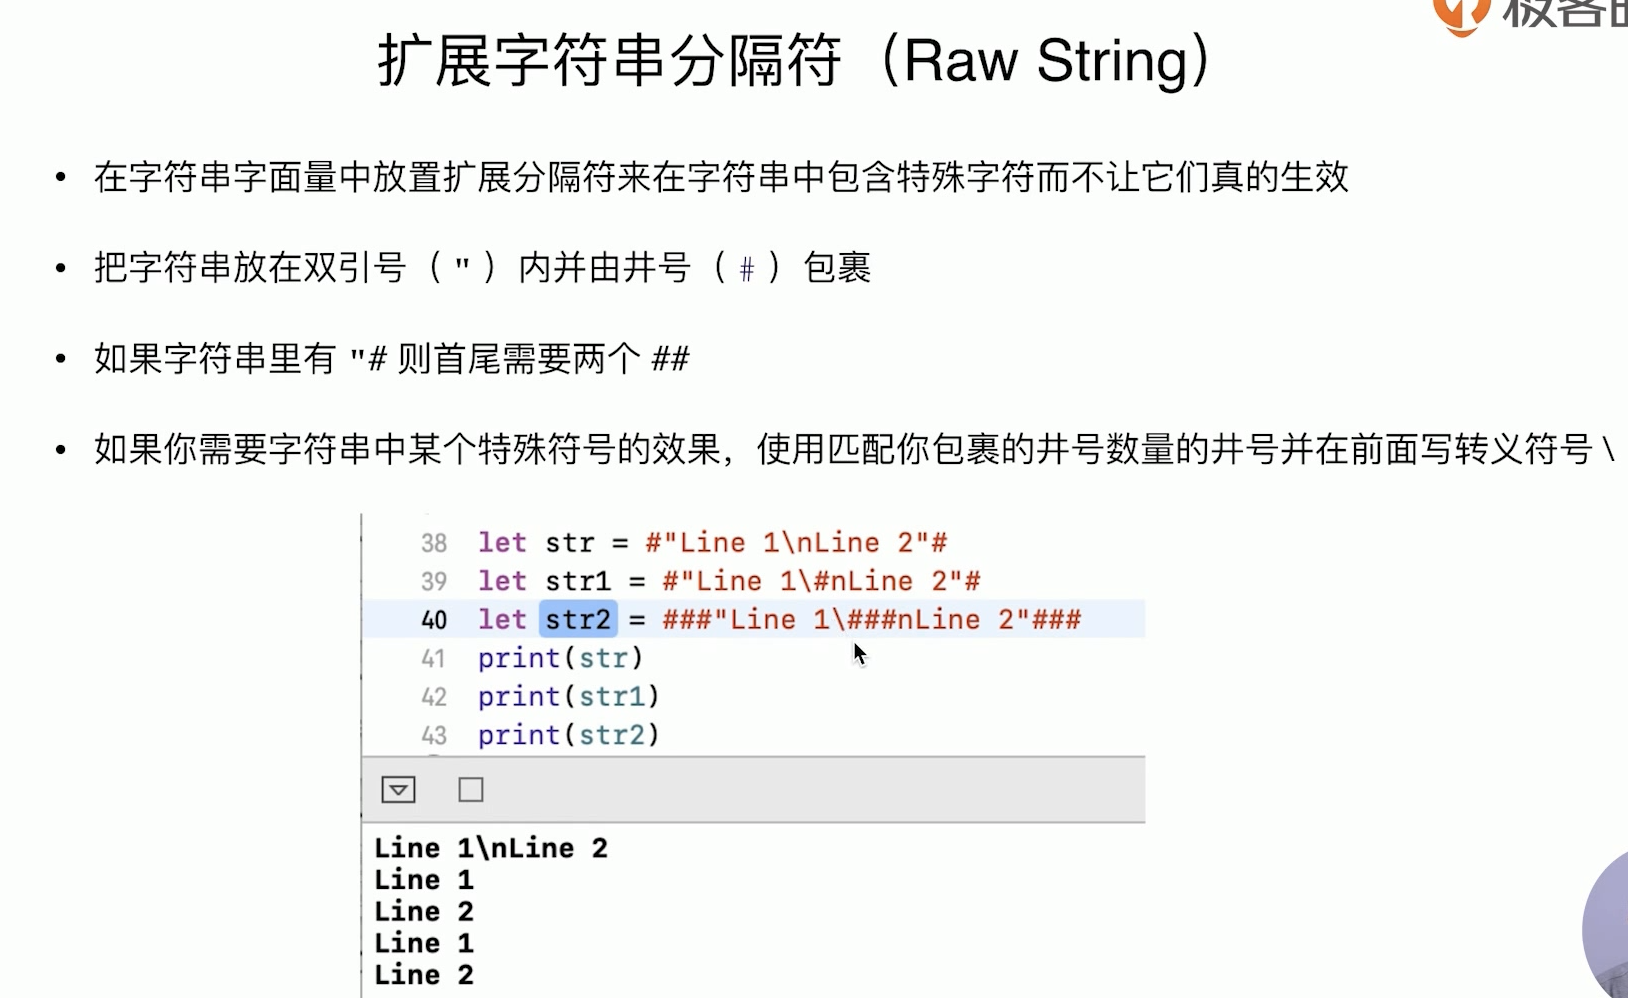 极客时
扩展字符串分隔符（Raw String）
• 在字符串字面量中放置扩展分隔符来在字符串中包含特殊字符而不让它们真的生效
• 把字符串放在双引号（ " ）内并由井号（ # ）包裹
• 如果字符串里有 "# 则首尾需要两个 ##
• 如果你需要字符串中某个特殊符号的效果，使用匹配你包裹的井号数量的井号并在前面写转义符号 \
38 let str = #"Line 1\nLine 2"#
39 let str1 = #"Line 1\#nLine 2"#
40 let str2 = ###"Line 1\###nLine 2"###
41 print(str)
42 print(str1)
43 print(str2)
Line 1\nLine 2
Line 1
Line 2
Line 1
Line 2